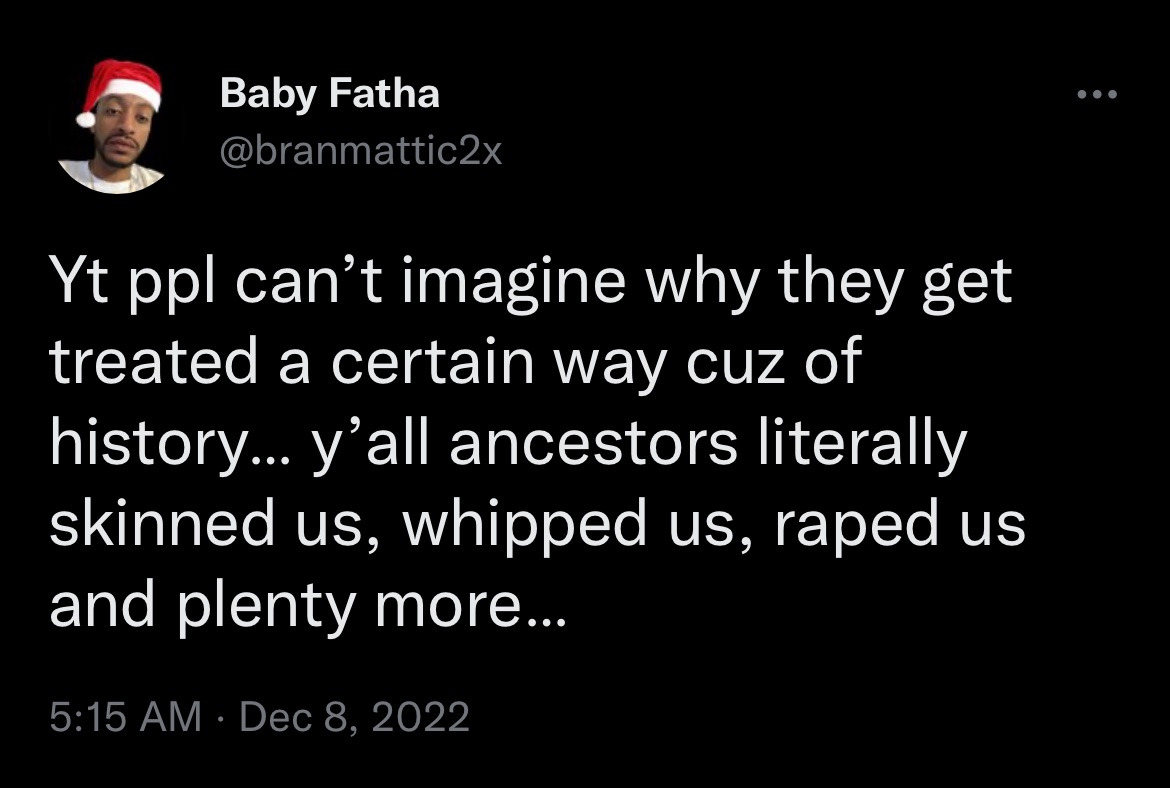 Baby Fatha
@branmattic2x
Yt ppl can’t imagine why they get
treated a certain way cuz of
history... y’all ancestors literally
skinned us, whipped us, raped us
and plenty more...
5:15 AM · Dec 8, 2022